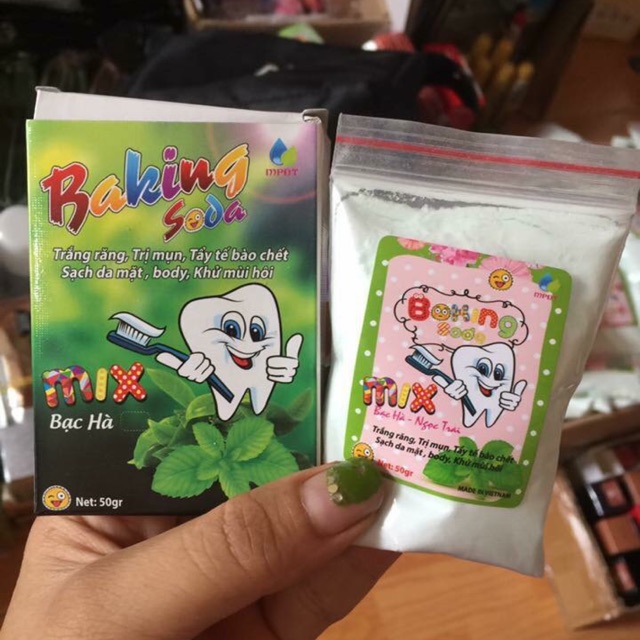 Baking
Soda
MPBT
Trắng răng, Trị mụn, Tẩy tế bào chết
Sạch da mặt, body, Khử mùi hôi
mix
Bạc Hà
Net: 50gr
MPBT
Baking
Soda
mix
Bạc Hà - Ngọc Trai
Trắng răng, Trị mụn, Tẩy tế bào chết
Sạch da mặt, body, Khử mùi hôi
Net: 50gr
MADE IN VIETNAM